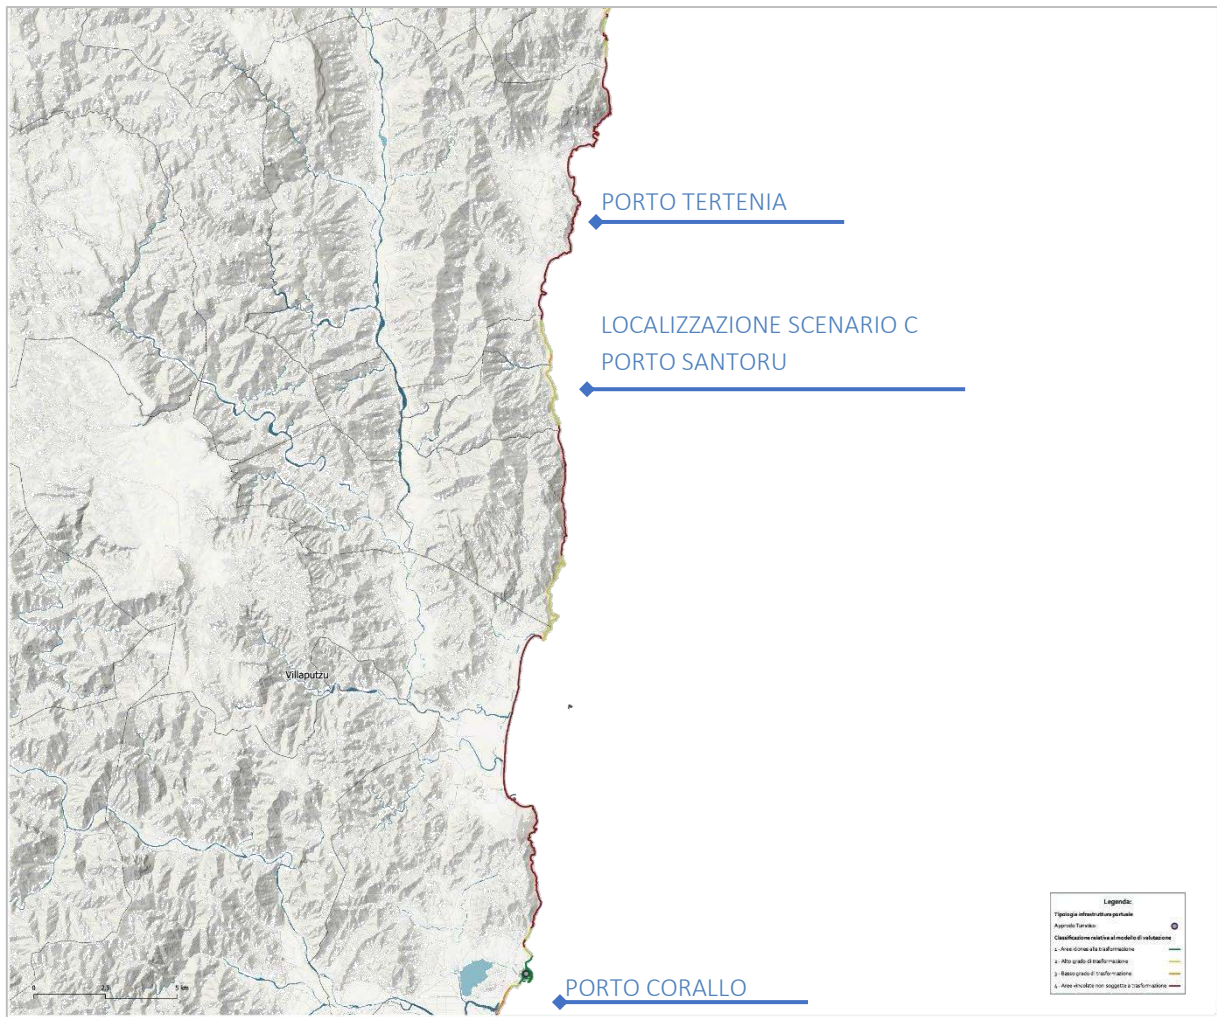 PORTO TERTENIA
LOCALIZZAZIONE SCENARIO C
PORTO SANTORU
Villaputzu
PORTO CORALLO
0 2,5 5 km
Legenda:
Tipologia infrastruttura portuale
Approdo Turistico
Classificazione relativa al modello di valutazione
1 - Aree idonee alla trasformazione
2 - Alto grado di trasformazione
3 - Basso grado di trasformazione
4 - Aree vincolate non soggette a trasformazione